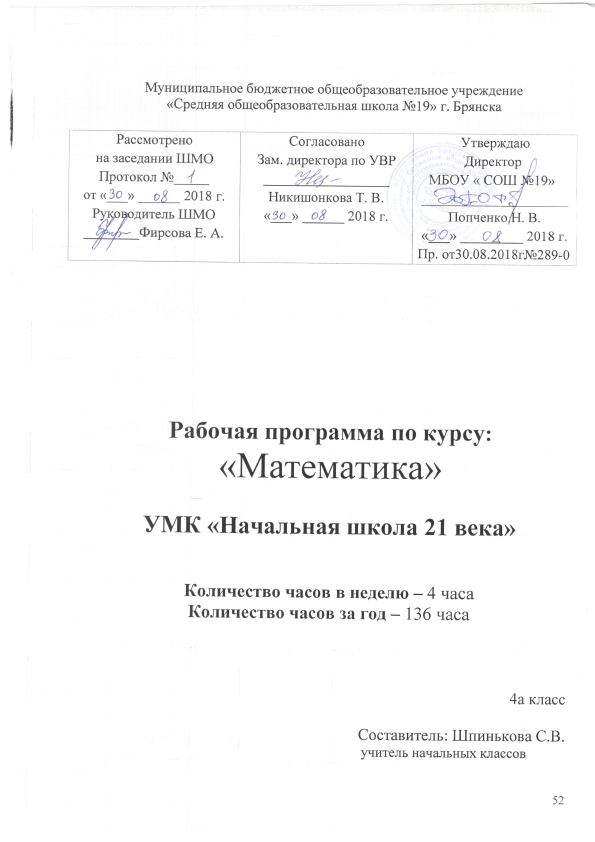 Муниципальное бюджетное общеобразовательное учреждение
«Средняя общеобразовательная школа №19» г. Брянска
Рассмотрено
на заседании ШМО
Протокол № 1
от «30» 08 2018 г.
Руководитель ШМО
Фирсова Е. А.
Согласовано
Зам. директора по УВР
Никишонкова Т. В.
«30» 08 2018 г.
Утверждаю
Директор
МБОУ « СОШ №19»
Попченко Н. В.
«30» 08 2018 г.
Пр. от30.08.2018г№289-0
Рабочая программа по курсу:
«Математика»
УМК «Начальная школа 21 века»
Количество часов в неделю – 4 часа
Количество часов за год – 136 часа
4а класс
Составитель: Шпинькова С.В.
учитель начальных классов
52